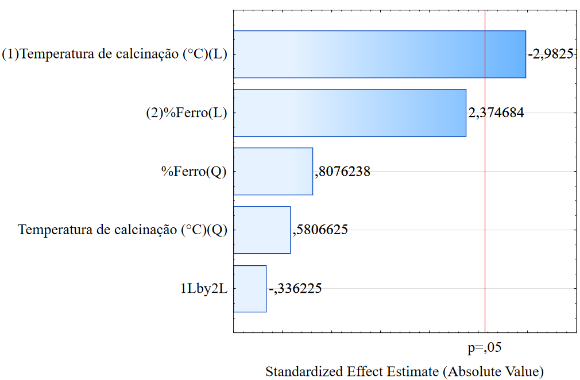 (1)Temperatura de calcinação (°C)(L) -2,9825
(2)%Ferro(L) 2,374684
%Ferro(Q) ,8076238
Temperatura de calcinação (°C)(Q) ,5806625
1Lby2L -,336225
p=,05
Standardized Effect Estimate (Absolute Value)